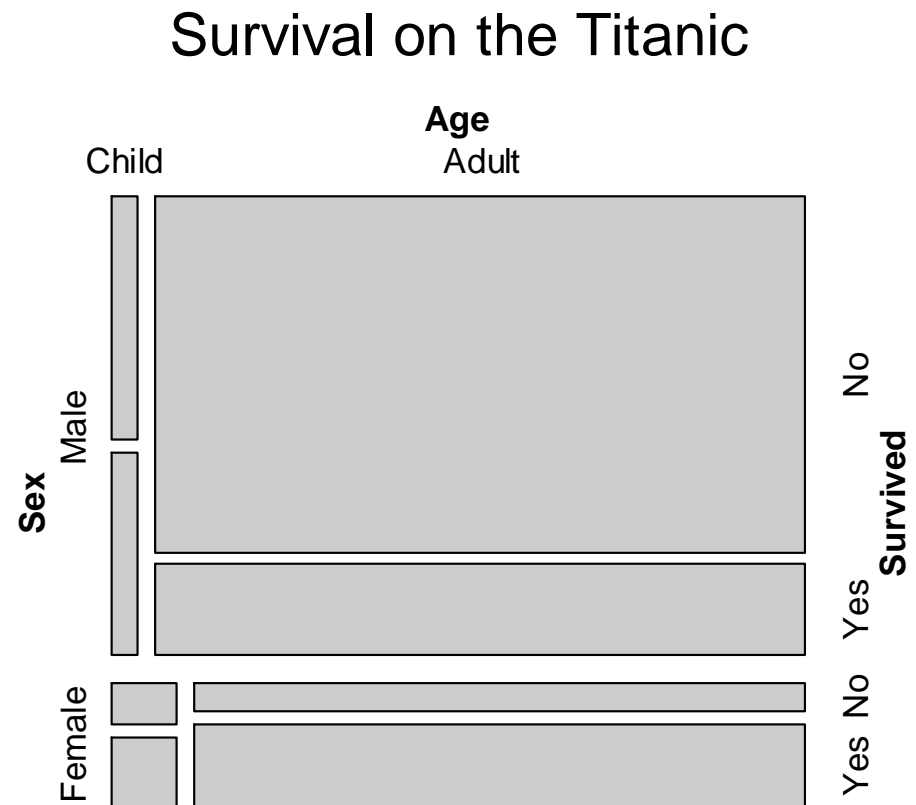 Survival on the Titanic
Age
Child Adult
Sex
Male
Female
No
Yes
No
Yes
Survived